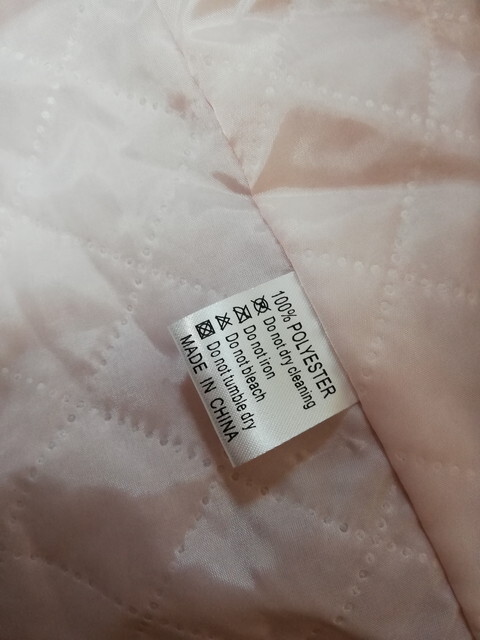 100% POLYESTER
Do not dry cleaning
Do not iron
Do not bleach
Do not tumble dry
MADE IN CHINA